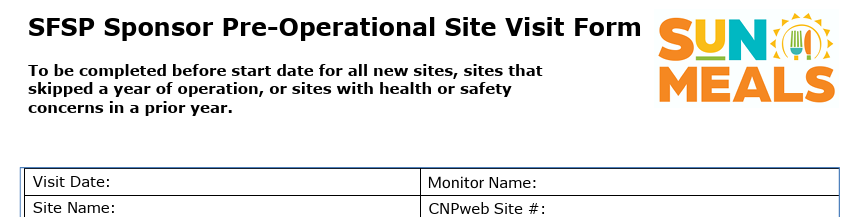 SFSP Sponsor Pre-Operational Site Visit Form
SUN
MEALS
To be completed before start date for all new sites, sites that
skipped a year of operation, or sites with health or safety
concerns in a prior year.
Visit Date:
Monitor Name:
Site Name:
CNPweb Site #: